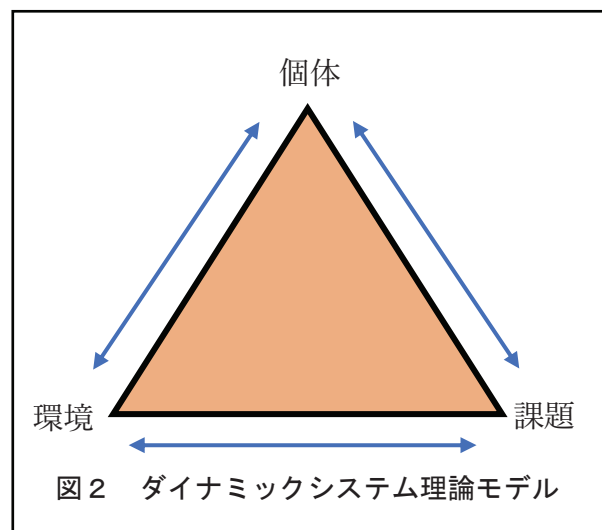 個体
環境
課題
図２　ダイナミックシステム理論モデル